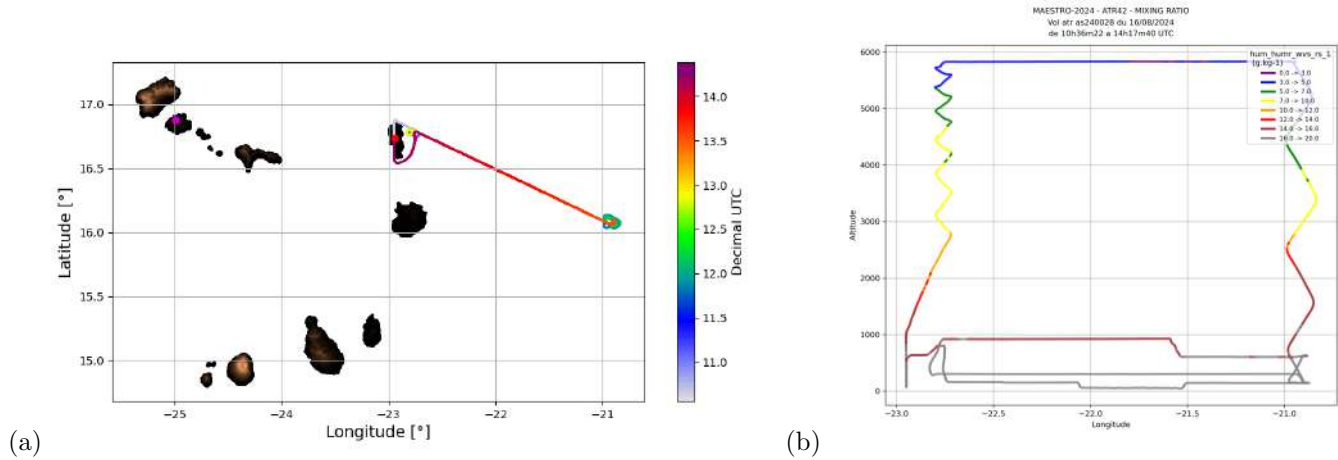 MAESTRO-2024 - ATR42 - MIXING RATIO
Vol atr as240028 du 16/08/2024
de 10h36m22 a 14h17m40 UTC
17.0
16.5
16.0
15.5
15.0
Latitude [°]
−25
−24
−23
−22
−21
Longitude [°]
14.0
13.5
13.0
12.5
12.0
11.5
11.0
Decimal UTC
(a)
6000
5000
4000
3000
2000
1000
0
Altitude
hum_humr_wvs_rs_1
(g.kg-1)
0.0 -> 3.0
3.0 -> 5.0
5.0 -> 7.0
7.0 -> 10.0
10.0 -> 12.0
12.0 -> 14.0
14.0 -> 16.0
16.0 -> 20.0
−23.0
−22.5
−22.0
−21.5
−21.0
Longitude
(b)